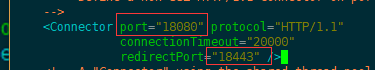 -->
<Connector port="18080" protocol="HTTP/1.1"
connectionTimeout="20000"
redirectPort="18443" />